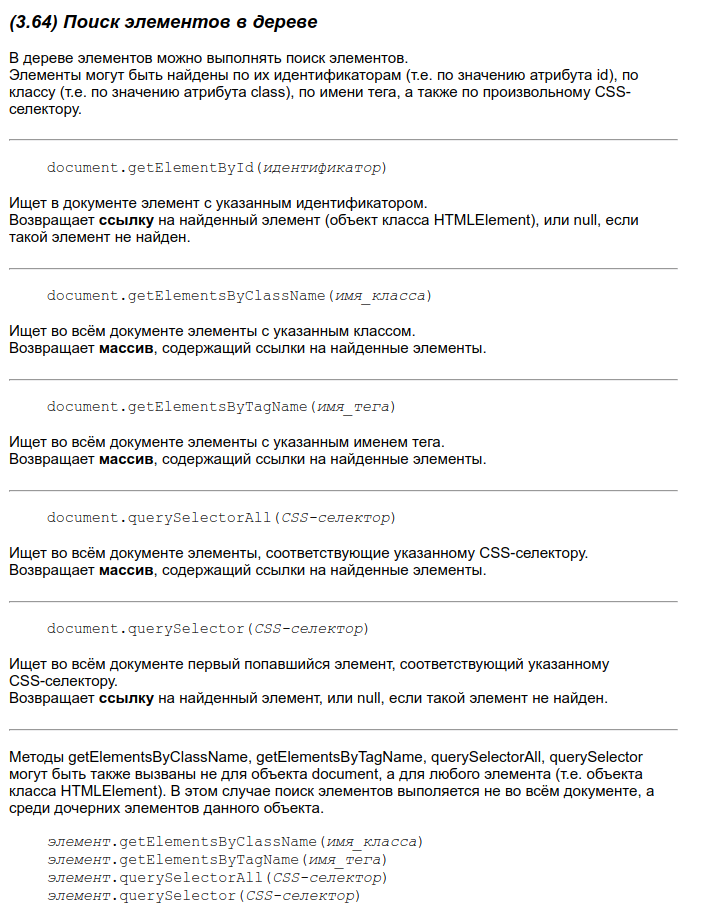 (3.64) Поиск элементов в дереве
В дереве элементов можно выполнять поиск элементов.
Элементы могут быть найдены по их идентификаторам (т.е. по значению атрибута id), по
классу (т.е. по значению атрибута class), по имени тега, а также по произвольному CSS-
селектору.
document.getElementById(идентификатор)
Ищет в документе элемент с указанным идентификатором.
Возвращает ссылку на найденный элемент (объект класса HTMLElement), или null, если
такой элемент не найден.
document.getElementsByClassName(имя_класса)
Ищет во всём документе элементы с указанным классом.
Возвращает массив, содержащий ссылки на найденные элементы.
document.getElementsByTagName(имя_тега)
Ищет во всём документе элементы с указанным именем тега.
Возвращает массив, содержащий ссылки на найденные элементы.
document.querySelectorAll(CSS-селектор)
Ищет во всём документе элементы, соответствующие указанному CSS-селектору.
Возвращает массив, содержащий ссылки на найденные элементы.
document.querySelector(CSS-селектор)
Ищет во всём документе первый попавшийся элемент, соответствующий указанному
CSS-селектору.
Возвращает ссылку на найденный элемент, или null, если такой элемент не найден.
Методы getElementsByClassName, getElementsByTagName, querySelectorAll, querySelector
могут быть также вызваны не для объекта document, а для любого элемента (т.е. объекта
класса HTMLElement). В этом случае поиск элементов выполяется не во всём документе, а
среди дочерних элементов данного объекта.
элемент.getElementsByClassName(имя_класса)
элемент.getElementsByTagName(имя_тега)
элемент.querySelectorAll(CSS-селектор)
элемент.querySelector(CSS-селектор)